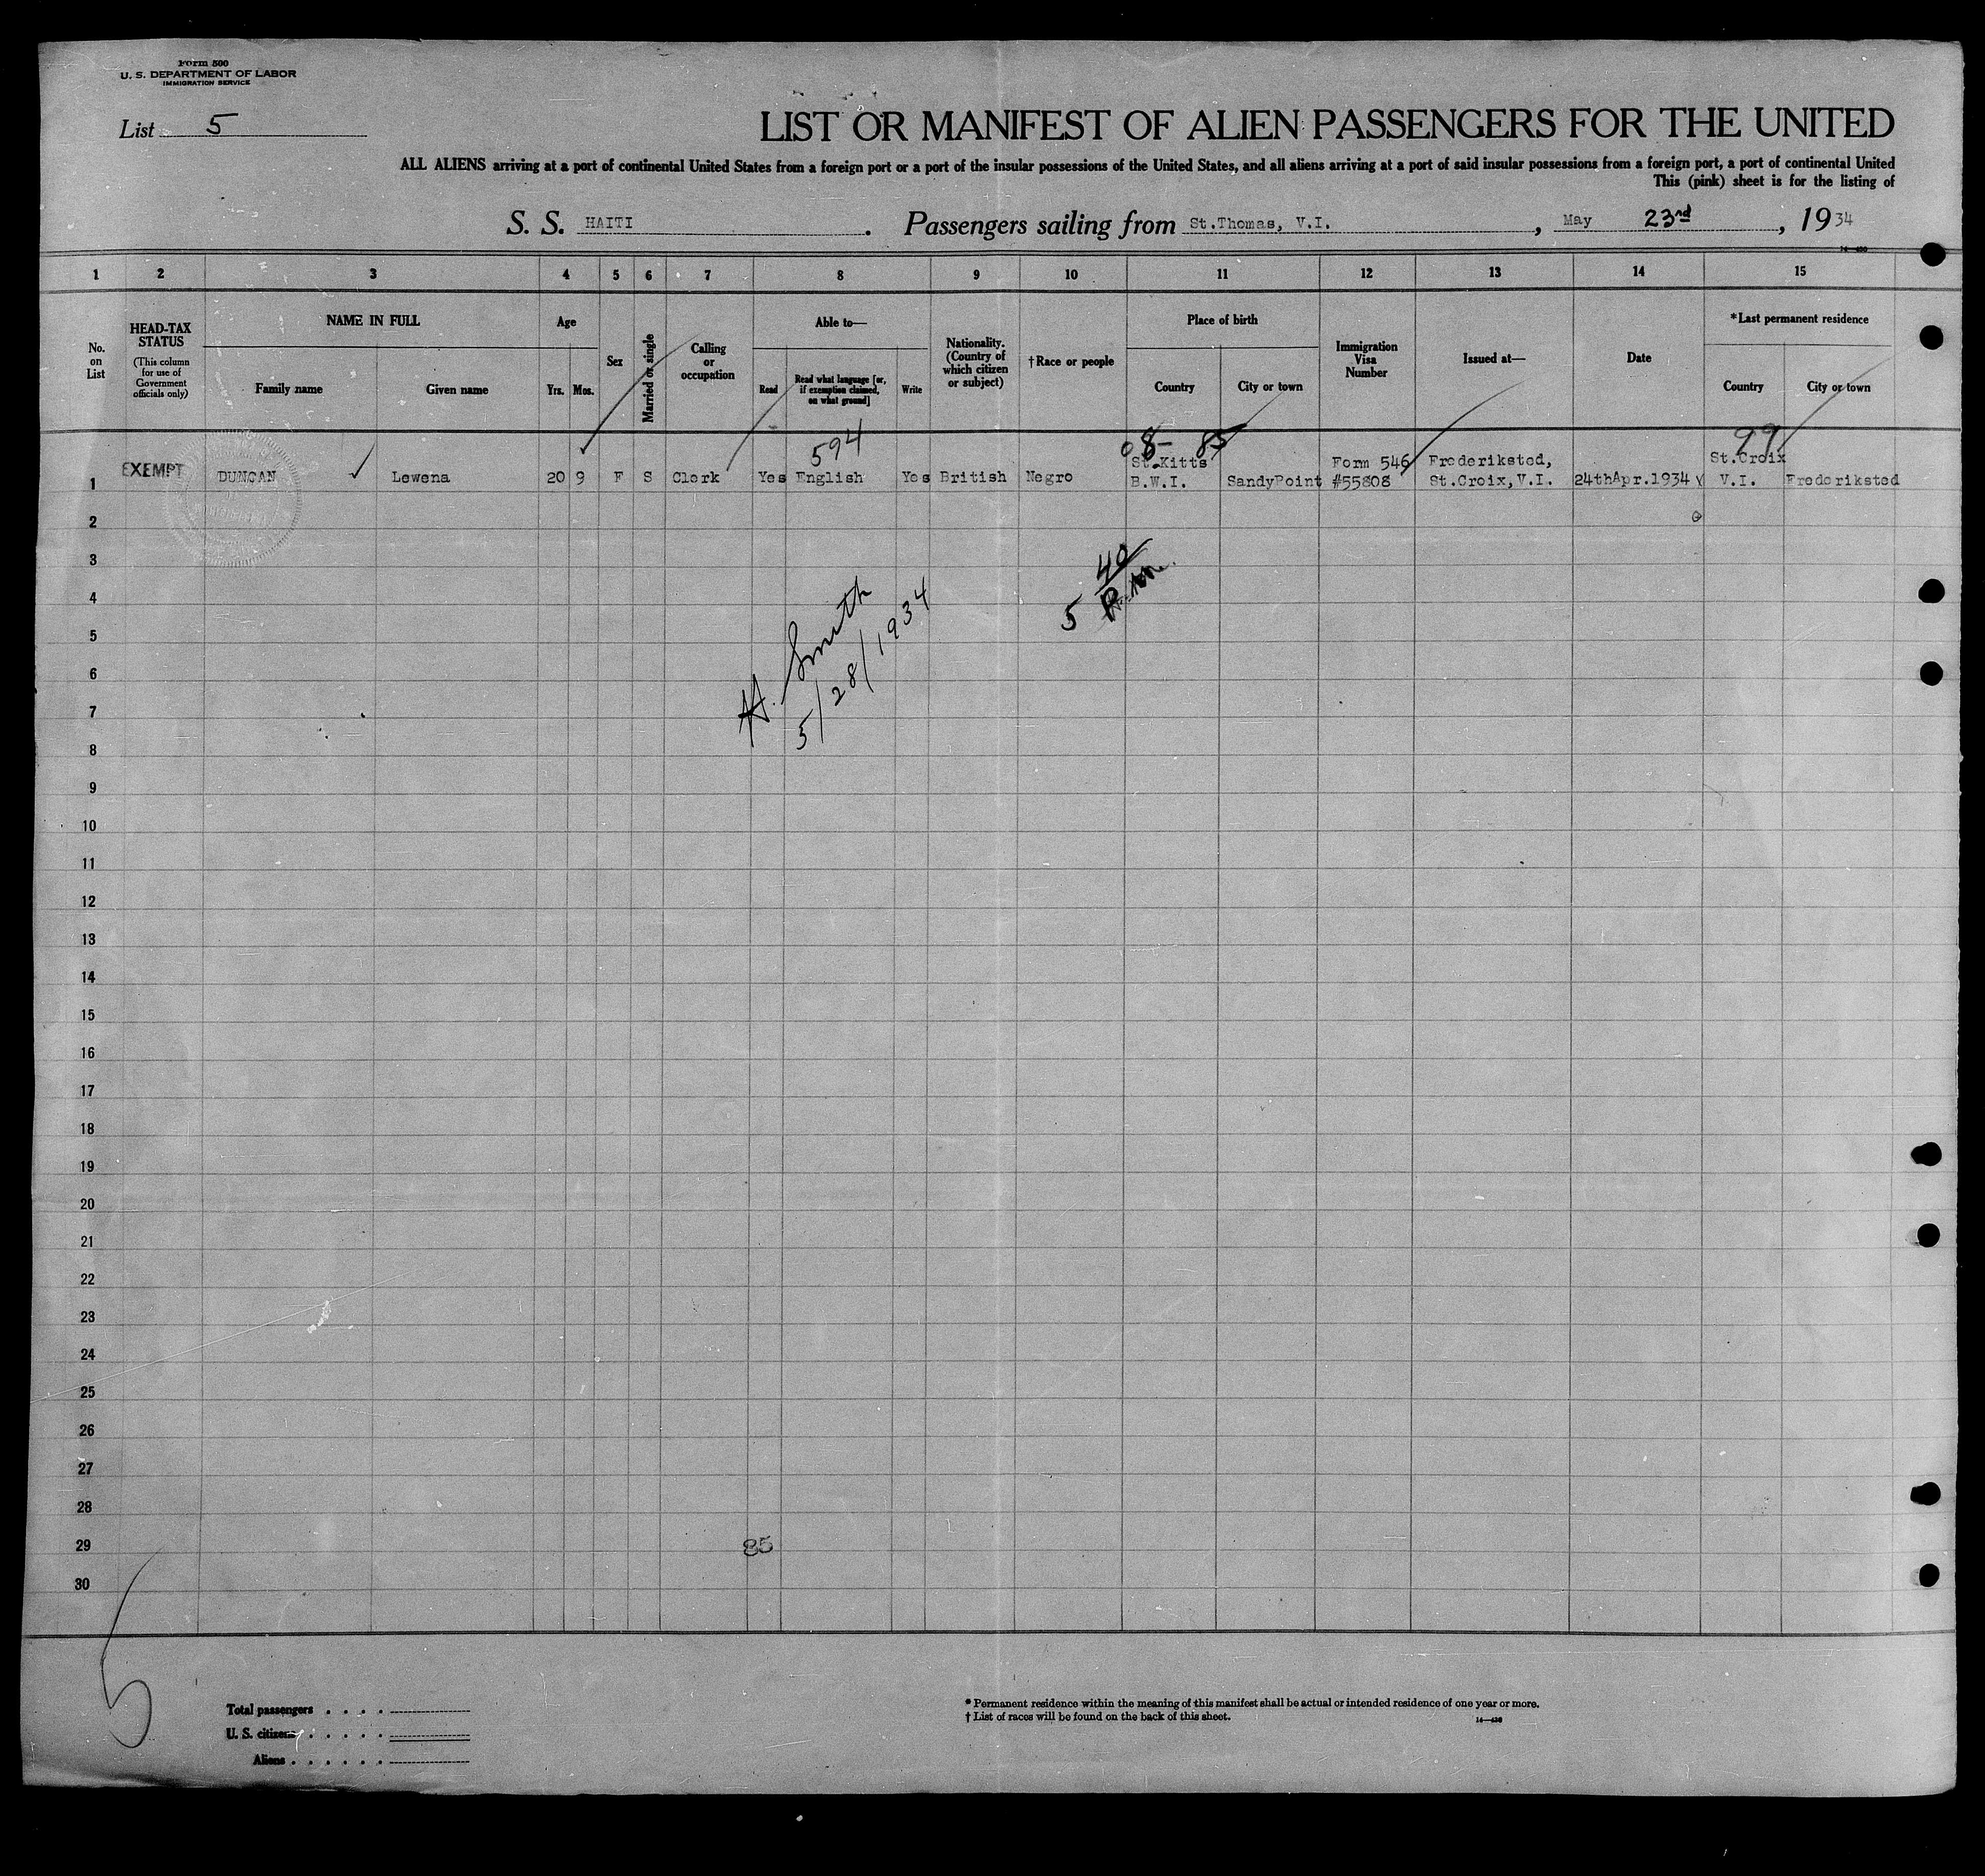 Form 500
U. S. DEPARTMENT OF LABOR
IMMIGRATION SERVICE
List 5
LIST OR MANIFEST OF ALIEN PASSENGERS FOR THE UNITED
ALL ALIENS arriving at a port of continental United States from a foreign port or a port of the insular possessions of the United States, and all aliens arriving at a port of said insular possessions from a foreign port, a port of continental United
This (pink) sheet is for the listing of
S. S. HAITI. Passengers sailing from St.Thomas, V.I., May 23rd, 1934
1 2 3 4 5 6 7 8 9 10 11 12 13 14 15
No. on List
HEAD-TAX STATUS
(This column for use of Government officials only)
NAME IN FULL
Family name
Given name
Age
Yrs. Mos.
Sex
Married or single
Calling or occupation
Able to—
Read
Read what language [or, if exemption claimed, on what ground]
Write
Nationality. (Country of which citizen or subject)
†Race or people
Place of birth
Country
City or town
Immigration Visa Number
Issued at—
Date
*Last permanent residence
Country
City or town
594
08- 85
99
1 EXEMPT DUNCAN Lewena 20 9 F S Clerk Yes English Yes British Negro St.Kitts B.W.I. SandyPoint Form 546 #55808 Frederiksted, St.Croix,V.I. 24thApr.1934 St.Croix V.I. Frederiksted
2
3
40
4
5
5
6
H. Smith
5/28/1934
7
8
9
10
11
12
13
14
15
16
17
18
19
20
21
22
23
24
25
26
27
28
29
85
30
5
Total passengers . . . .
U. S. citizens . . . . .
Aliens . . . . . .
* Permanent residence within the meaning of this manifest shall be actual or intended residence of one year or more.
† List of races will be found on the back of this sheet.